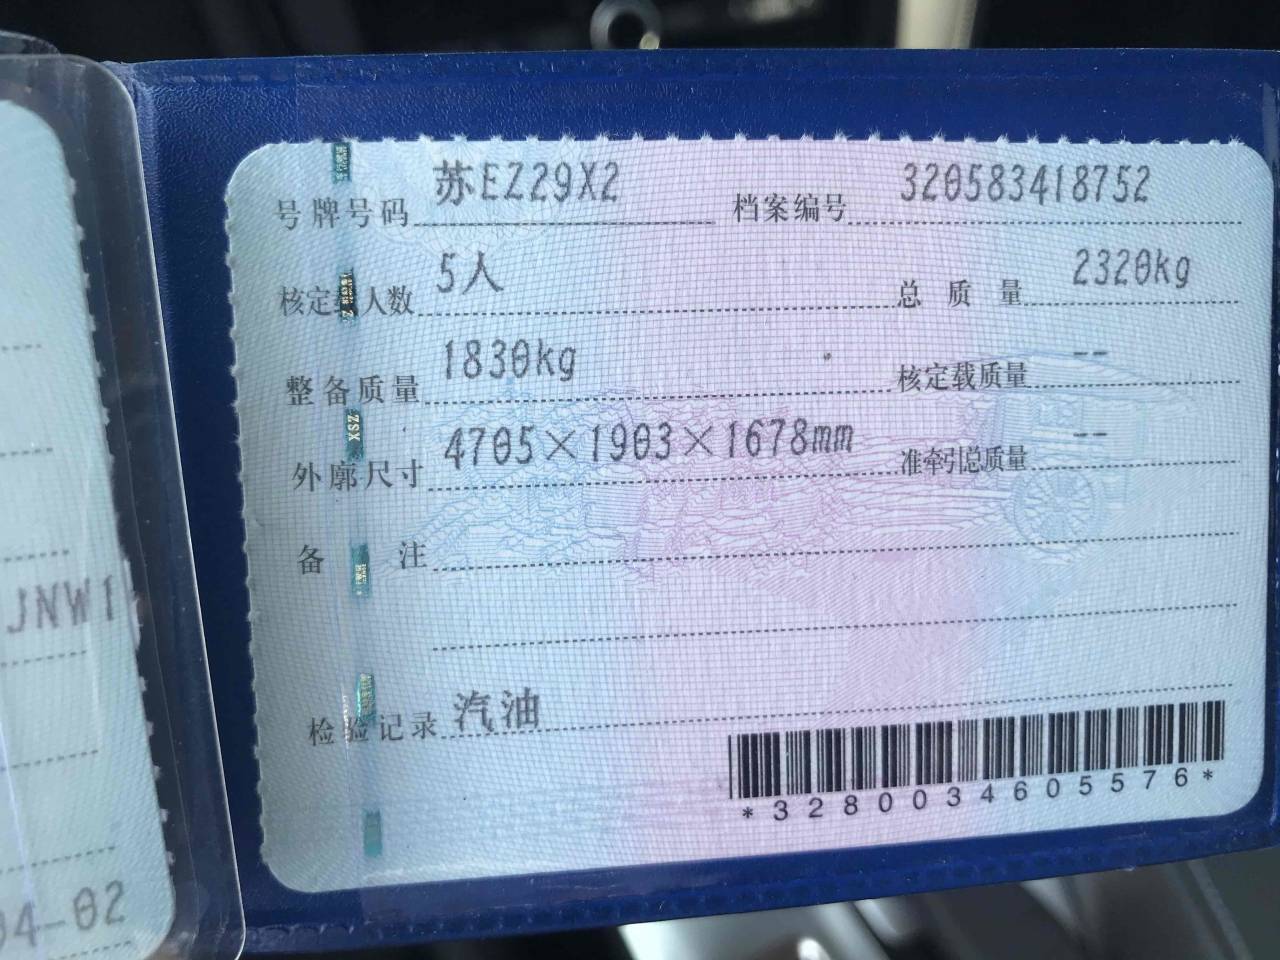 号牌号码 苏EZ29X2 档案编号 320583418752
核定载人数 5人 总质量 2320kg
整备质量 1830kg 核定载质量 --
外廓尺寸 4705×1903×1678mm 准牵引总质量 --
备注
检验记录 汽油
*3280034605576*
JNW1
04-02
XSZ